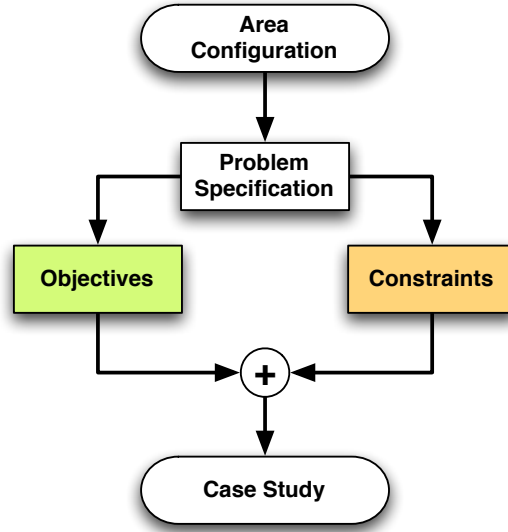 Area
Configuration
Problem
Specification
Objectives
Constraints
+
Case Study